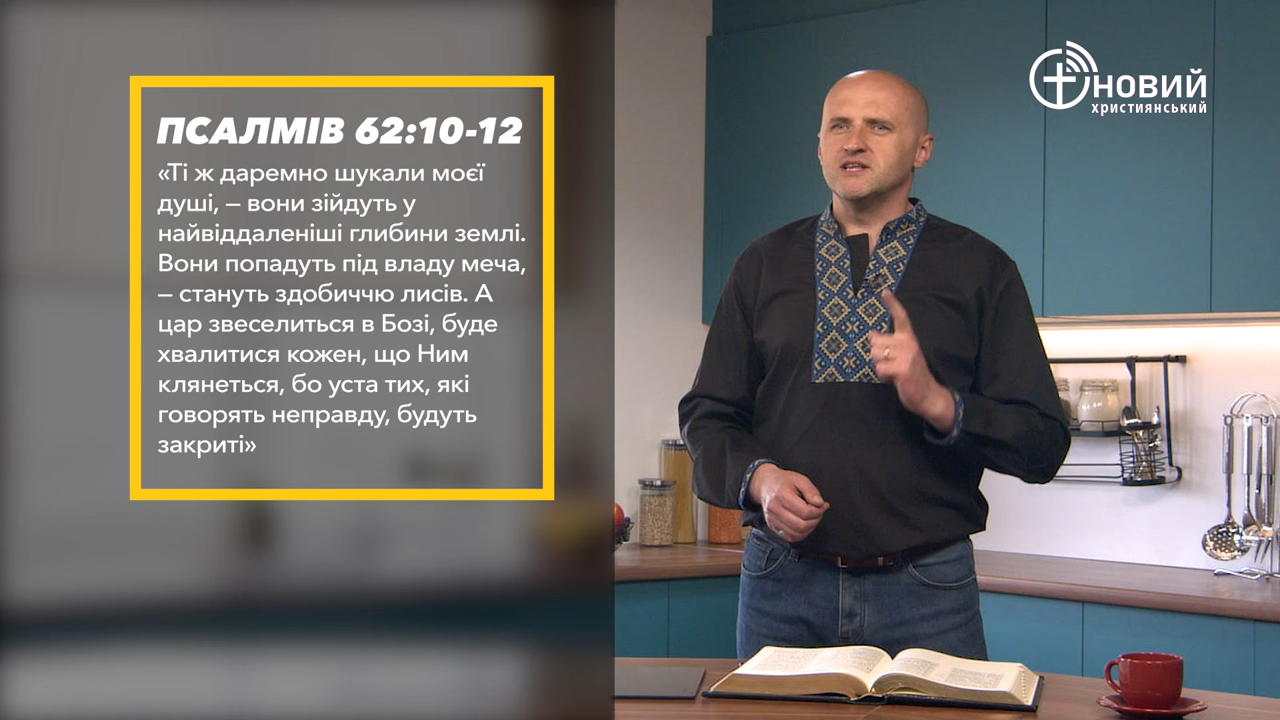 ПСАЛМІВ 62:10-12
«Ті ж даремно шукали моєї
душі, – вони зійдуть у
найвіддаленіші глибини землі.
Вони попадуть під владу меча,
– стануть здобиччю лисів. А
цар звеселиться в Бозі, буде
хвалитися кожен, що Ним
клянеться, бо уста тих, які
говорять неправду, будуть
закриті»
НОВИЙ
християнський